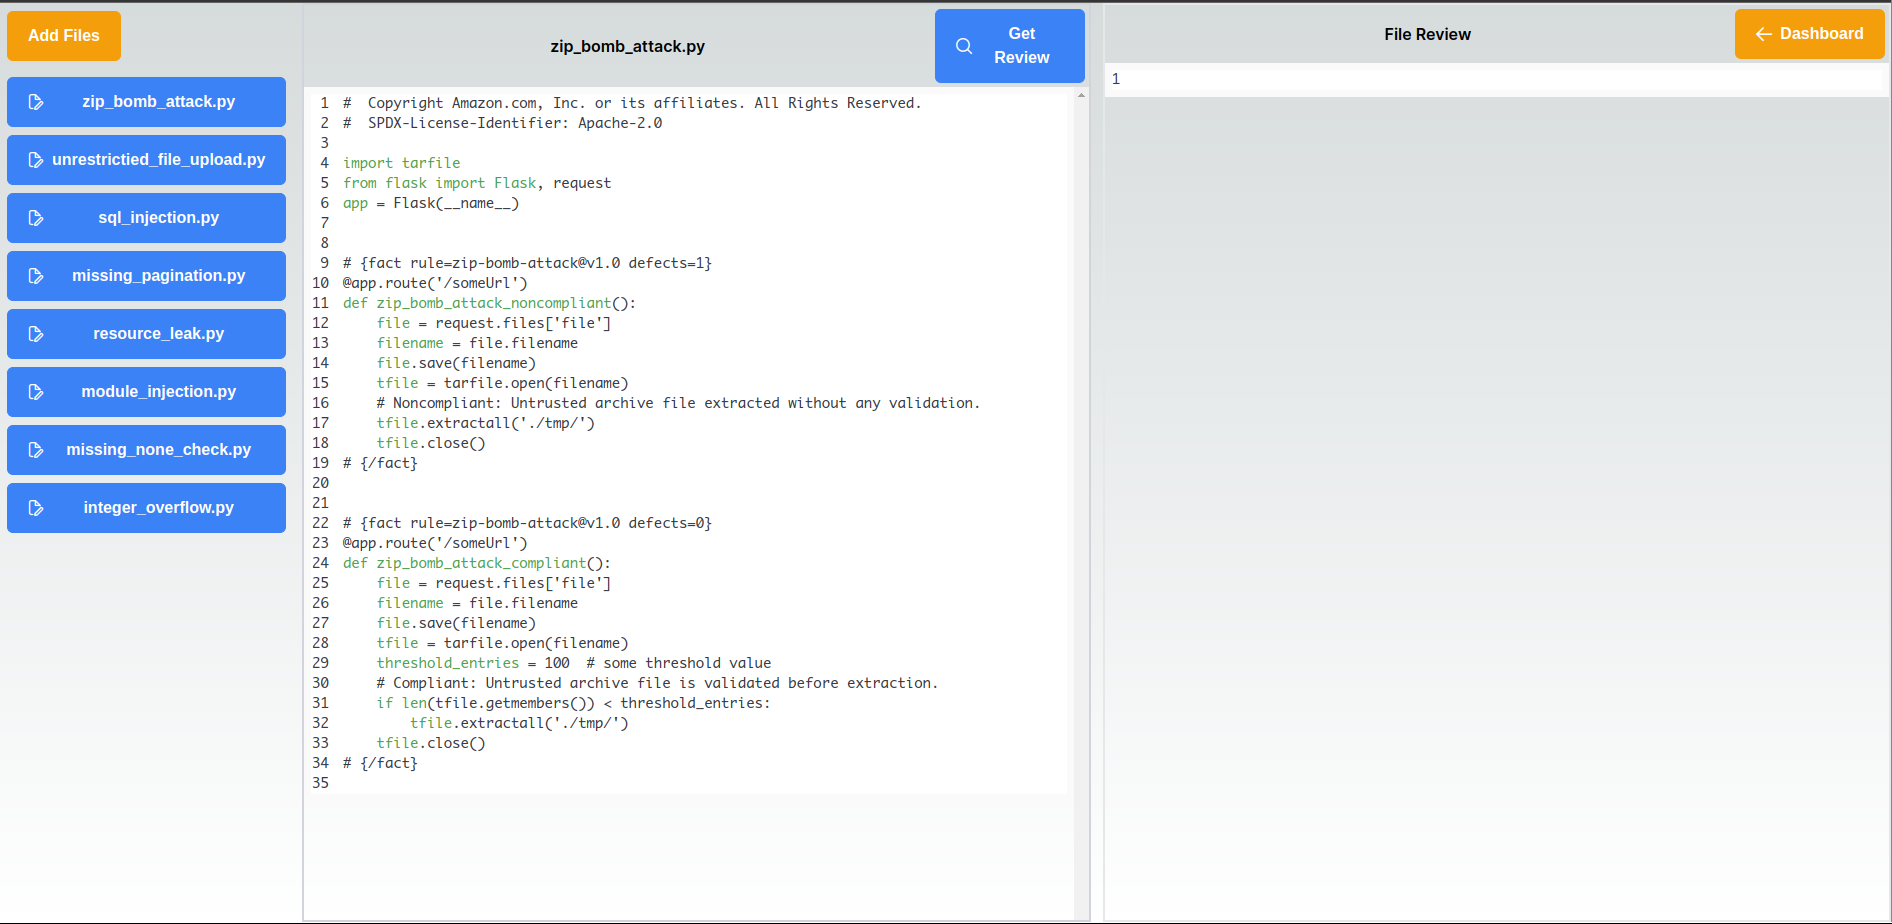 Add Files
zip_bomb_attack.py
unrestrictied_file_upload.py
sql_injection.py
missing_pagination.py
resource_leak.py
module_injection.py
missing_none_check.py
integer_overflow.py
zip_bomb_attack.py
Get
Review
1 #  Copyright Amazon.com, Inc. or its affiliates. All Rights Reserved.
2 #  SPDX-License-Identifier: Apache-2.0
3
4 import tarfile
5 from flask import Flask, request
6 app = Flask(__name__)
7
8
9 # {fact rule=zip-bomb-attack@v1.0 defects=1}
10 @app.route('/someUrl')
11 def zip_bomb_attack_noncompliant():
12     file = request.files['file']
13     filename = file.filename
14     file.save(filename)
15     tfile = tarfile.open(filename)
16     # Noncompliant: Untrusted archive file extracted without any validation.
17     tfile.extractall('./tmp/')
18     tfile.close()
19 # {/fact}
20
21
22 # {fact rule=zip-bomb-attack@v1.0 defects=0}
23 @app.route('/someUrl')
24 def zip_bomb_attack_compliant():
25     file = request.files['file']
26     filename = file.filename
27     file.save(filename)
28     tfile = tarfile.open(filename)
29     threshold_entries = 100  # some threshold value
30     # Compliant: Untrusted archive file is validated before extraction.
31     if len(tfile.getmembers()) < threshold_entries:
32         tfile.extractall('./tmp/')
33     tfile.close()
34 # {/fact}
35
File Review
Dashboard
1